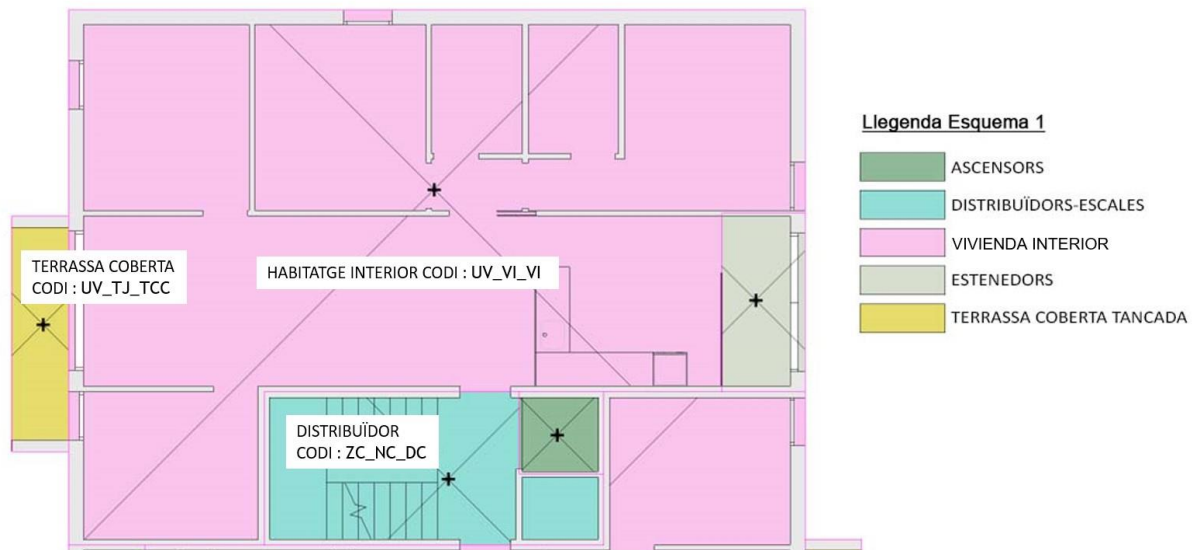 Llegenda Esquema 1
ASCENSORS
DISTRIBUÏDORS-ESCALES
VIVIENDA INTERIOR
ESTENEDORS
TERRASSA COBERTA TANCADA
TERRASSA COBERTA
CODI : UV_TJ_TCC
HABITATGE INTERIOR CODI : UV_VI_VI
DISTRIBUÏDOR
CODI : ZC_NC_DC